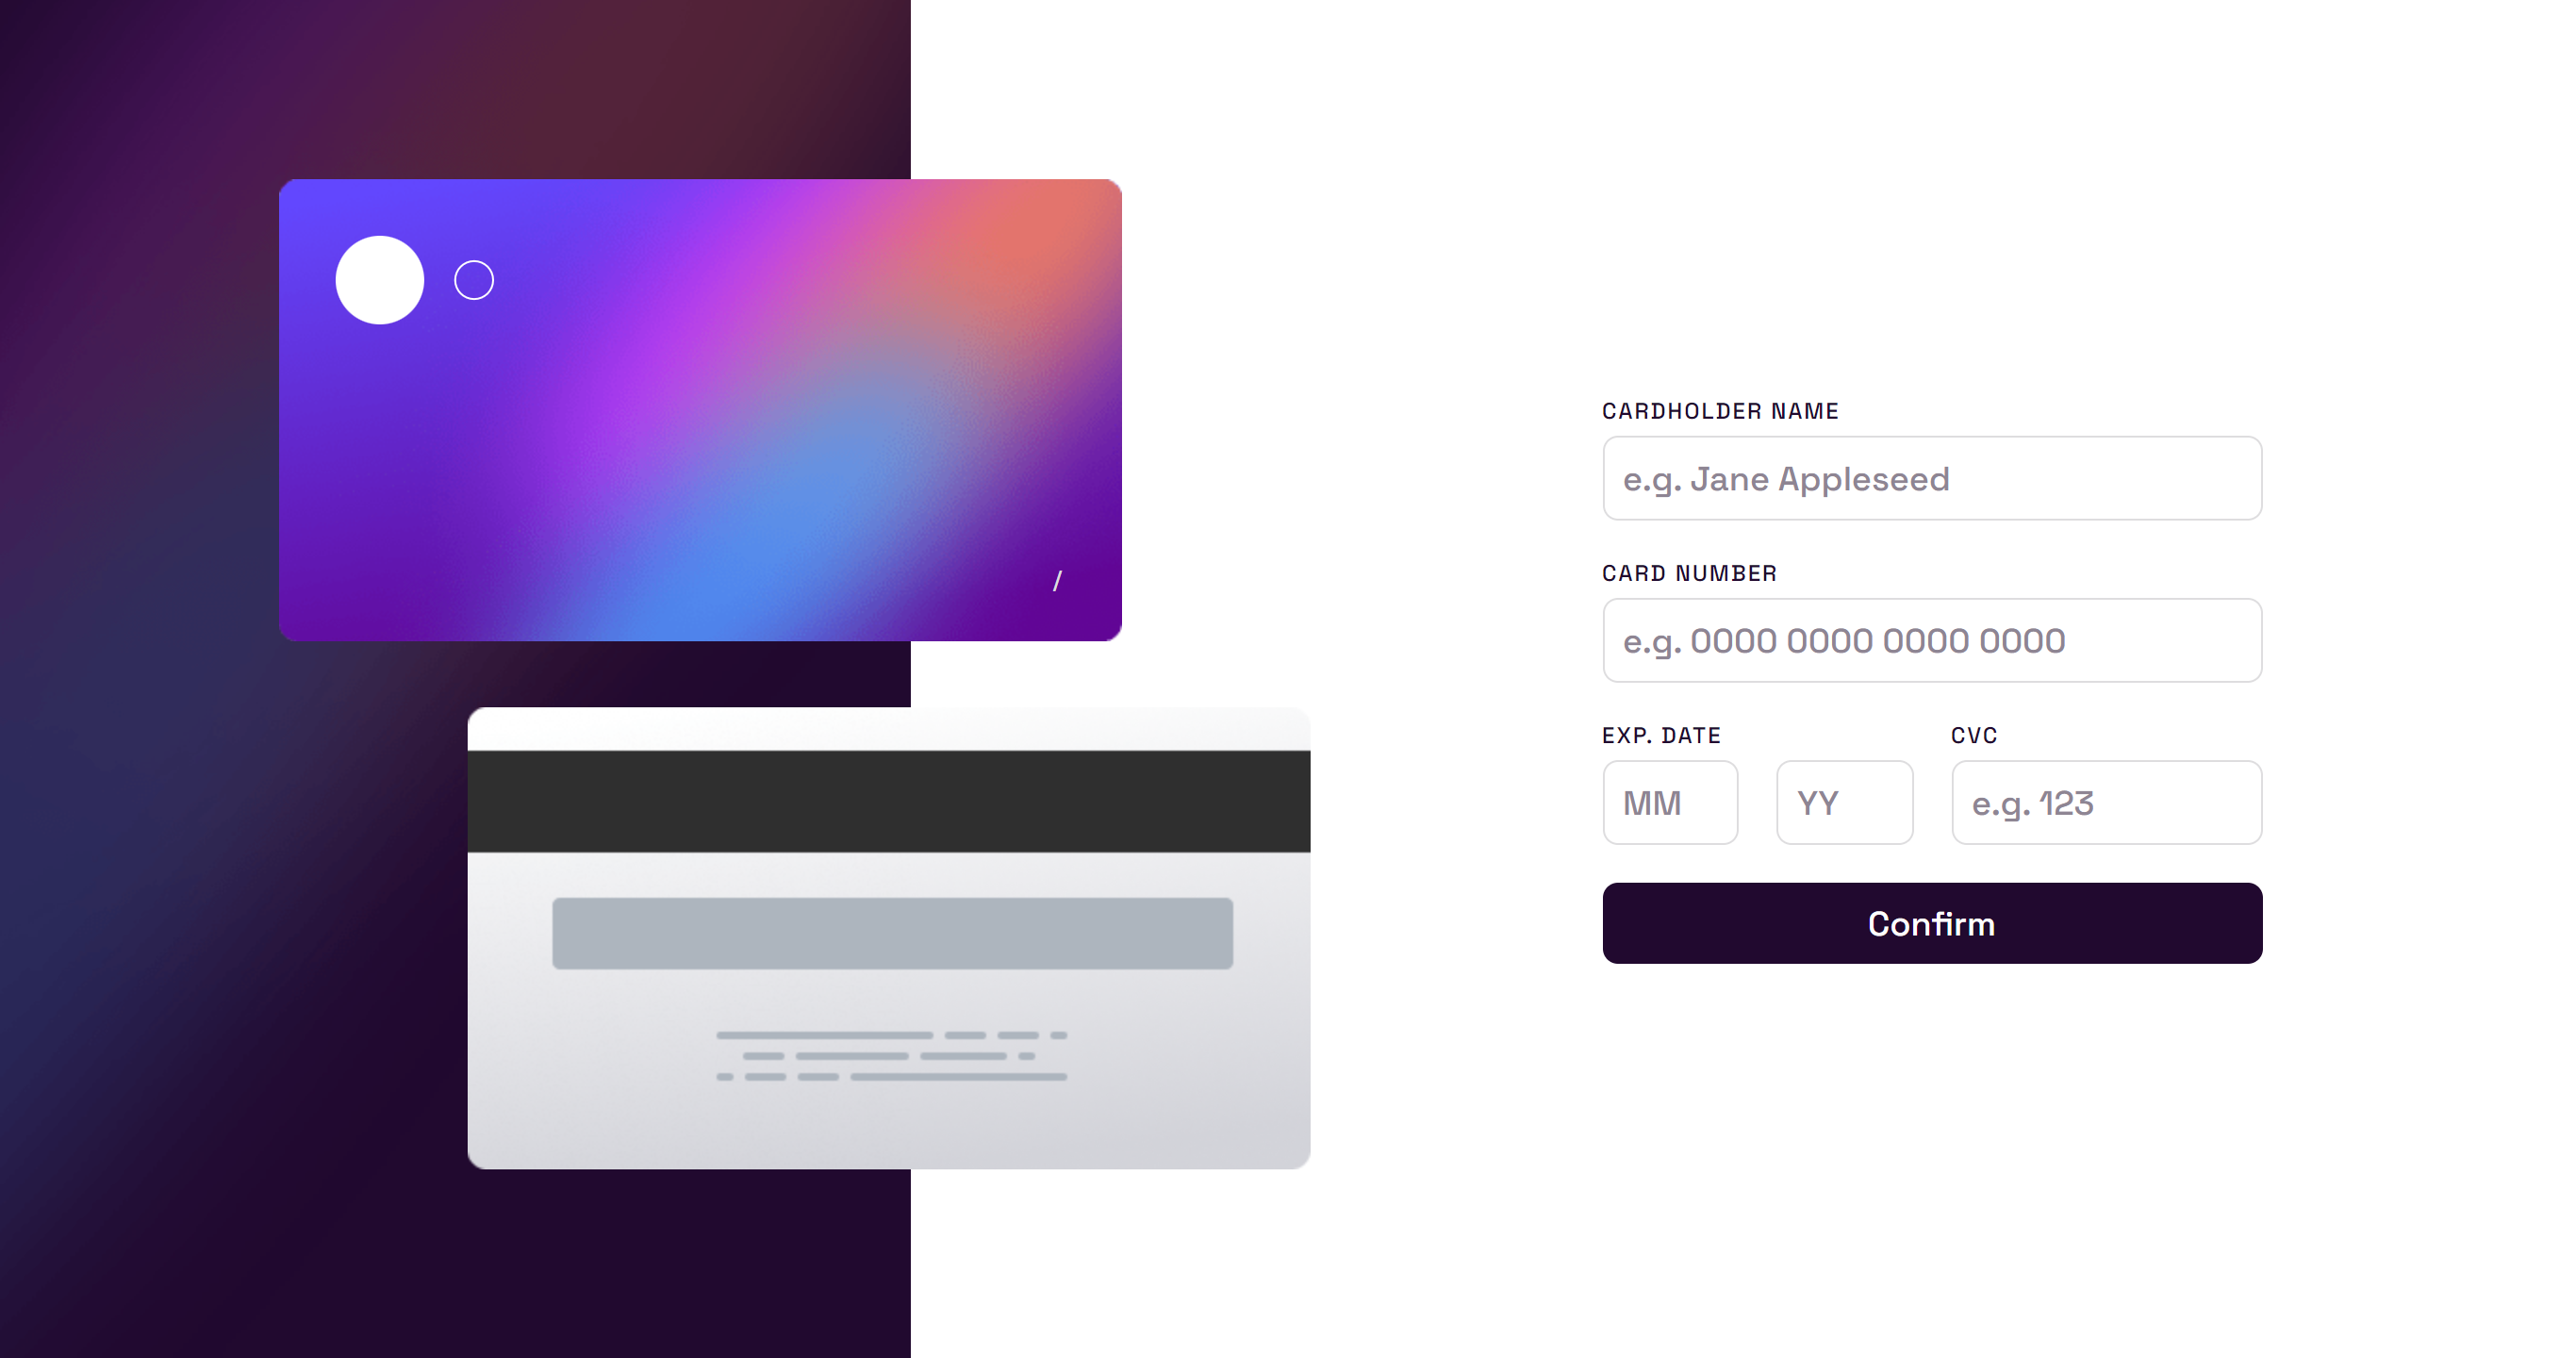 /
CARDHOLDER NAME
e.g. Jane Appleseed
CARD NUMBER
e.g. 0000 0000 0000 0000
EXP. DATE CVC
MM YY e.g. 123
Confirm